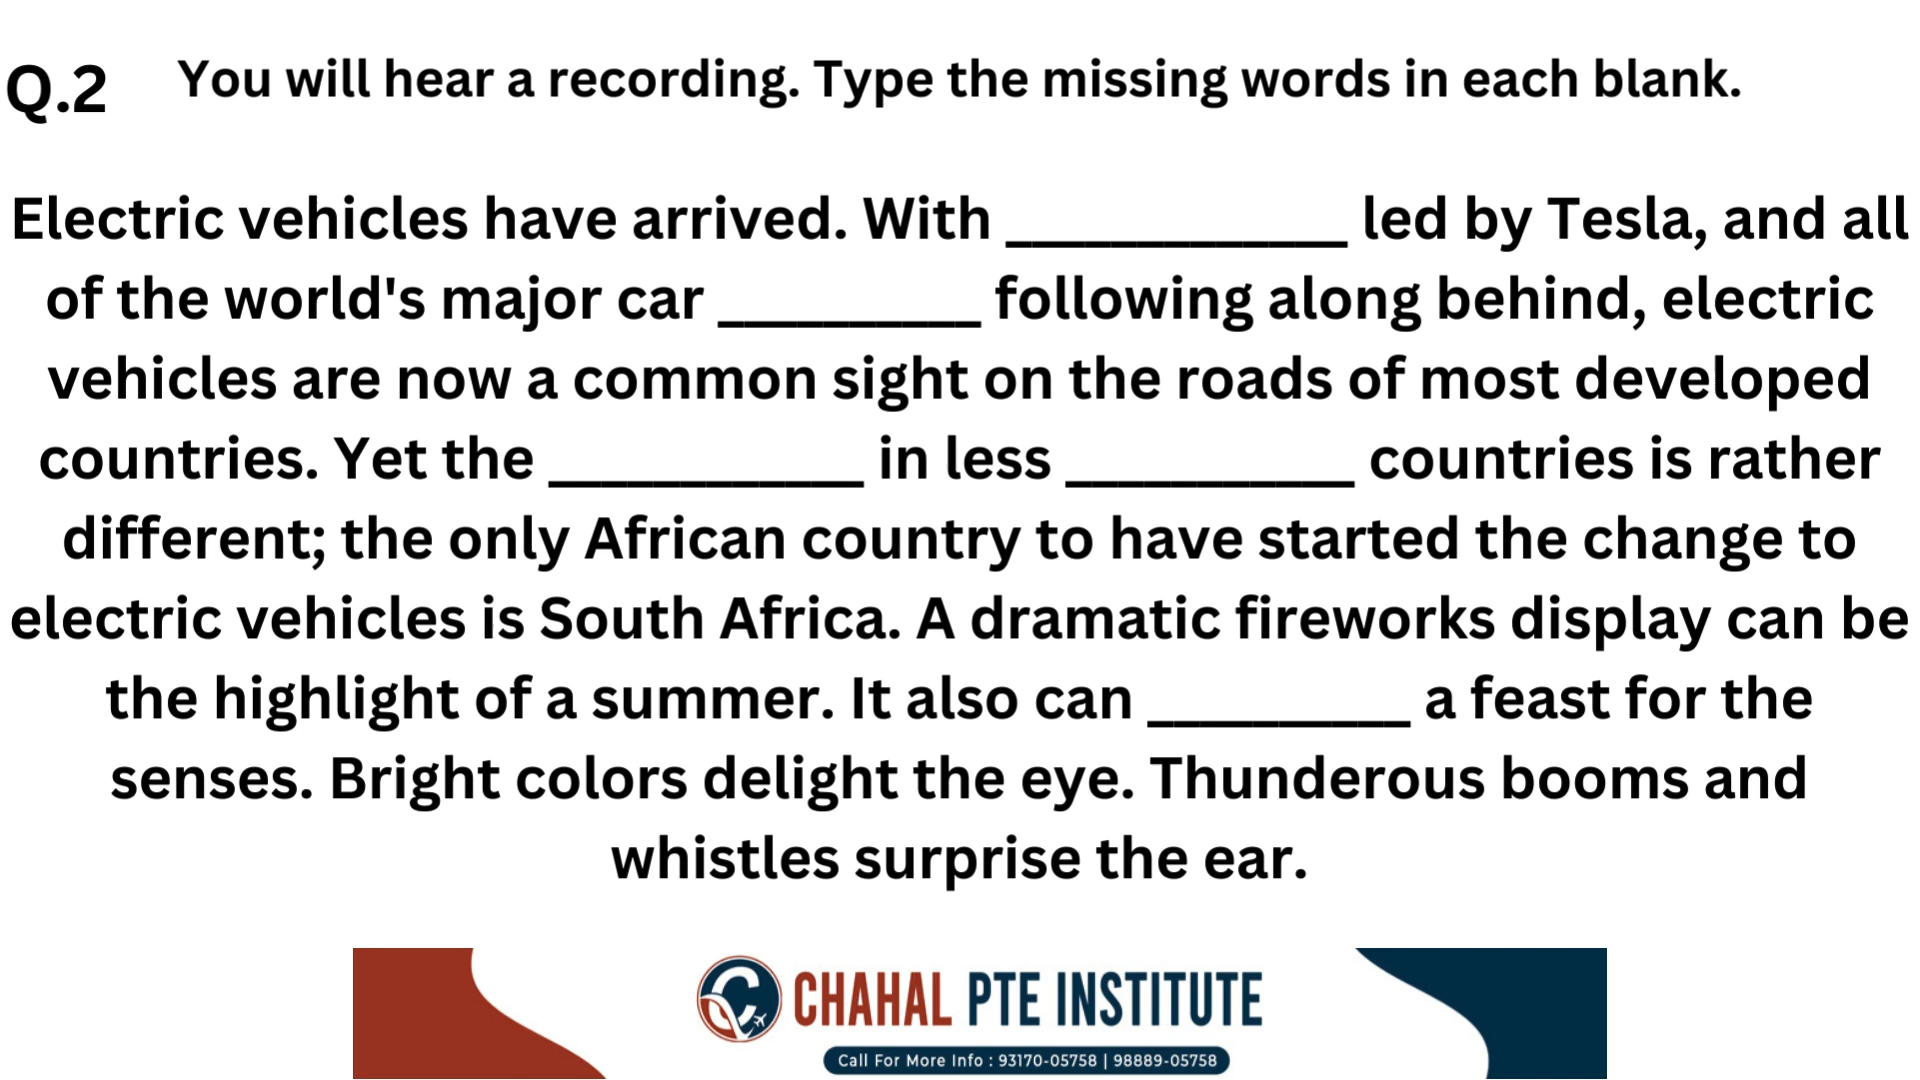 Q.2 You will hear a recording. Type the missing words in each blank.
Electric vehicles have arrived. With _____________ led by Tesla, and all
of the world's major car __________ following along behind, electric
vehicles are now a common sight on the roads of most developed
countries. Yet the ____________ in less ___________ countries is rather
different; the only African country to have started the change to
electric vehicles is South Africa. A dramatic fireworks display can be
the highlight of a summer. It also can __________ a feast for the
senses. Bright colors delight the eye. Thunderous booms and
whistles surprise the ear.
CHAHAL PTE INSTITUTE
Call For More Info : 93170-05758 | 98889-05758